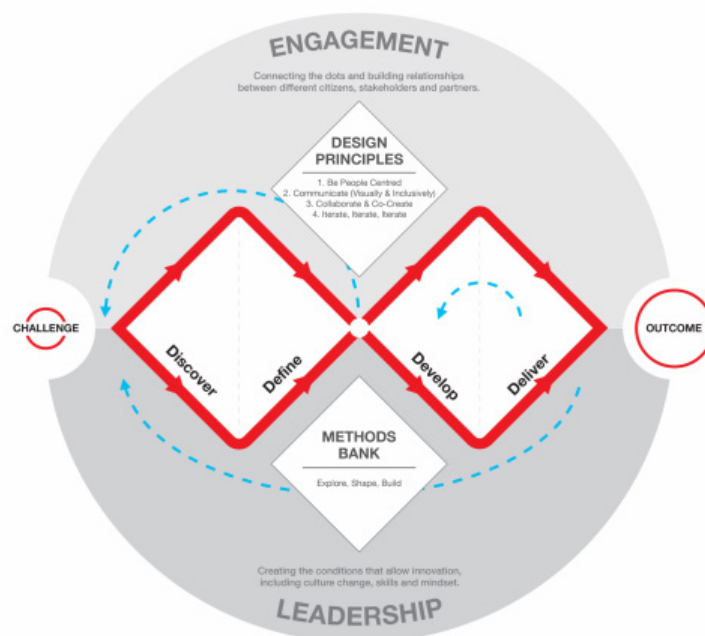 ENGAGEMENT
Connecting the dots and building relationships
between different citizens, stakeholders and partners.
DESIGN
PRINCIPLES
1. Be People Centred
2. Communicate (Visually & Inclusively)
3. Collaborate & Co-Create
4. Iterate, Iterate, Iterate
CHALLENGE
OUTCOME
Discover
Define
Develop
Deliver
METHODS
BANK
Explore, Shape, Build
Creating the conditions that allow innovation,
including culture change, skills and mindset.
LEADERSHIP